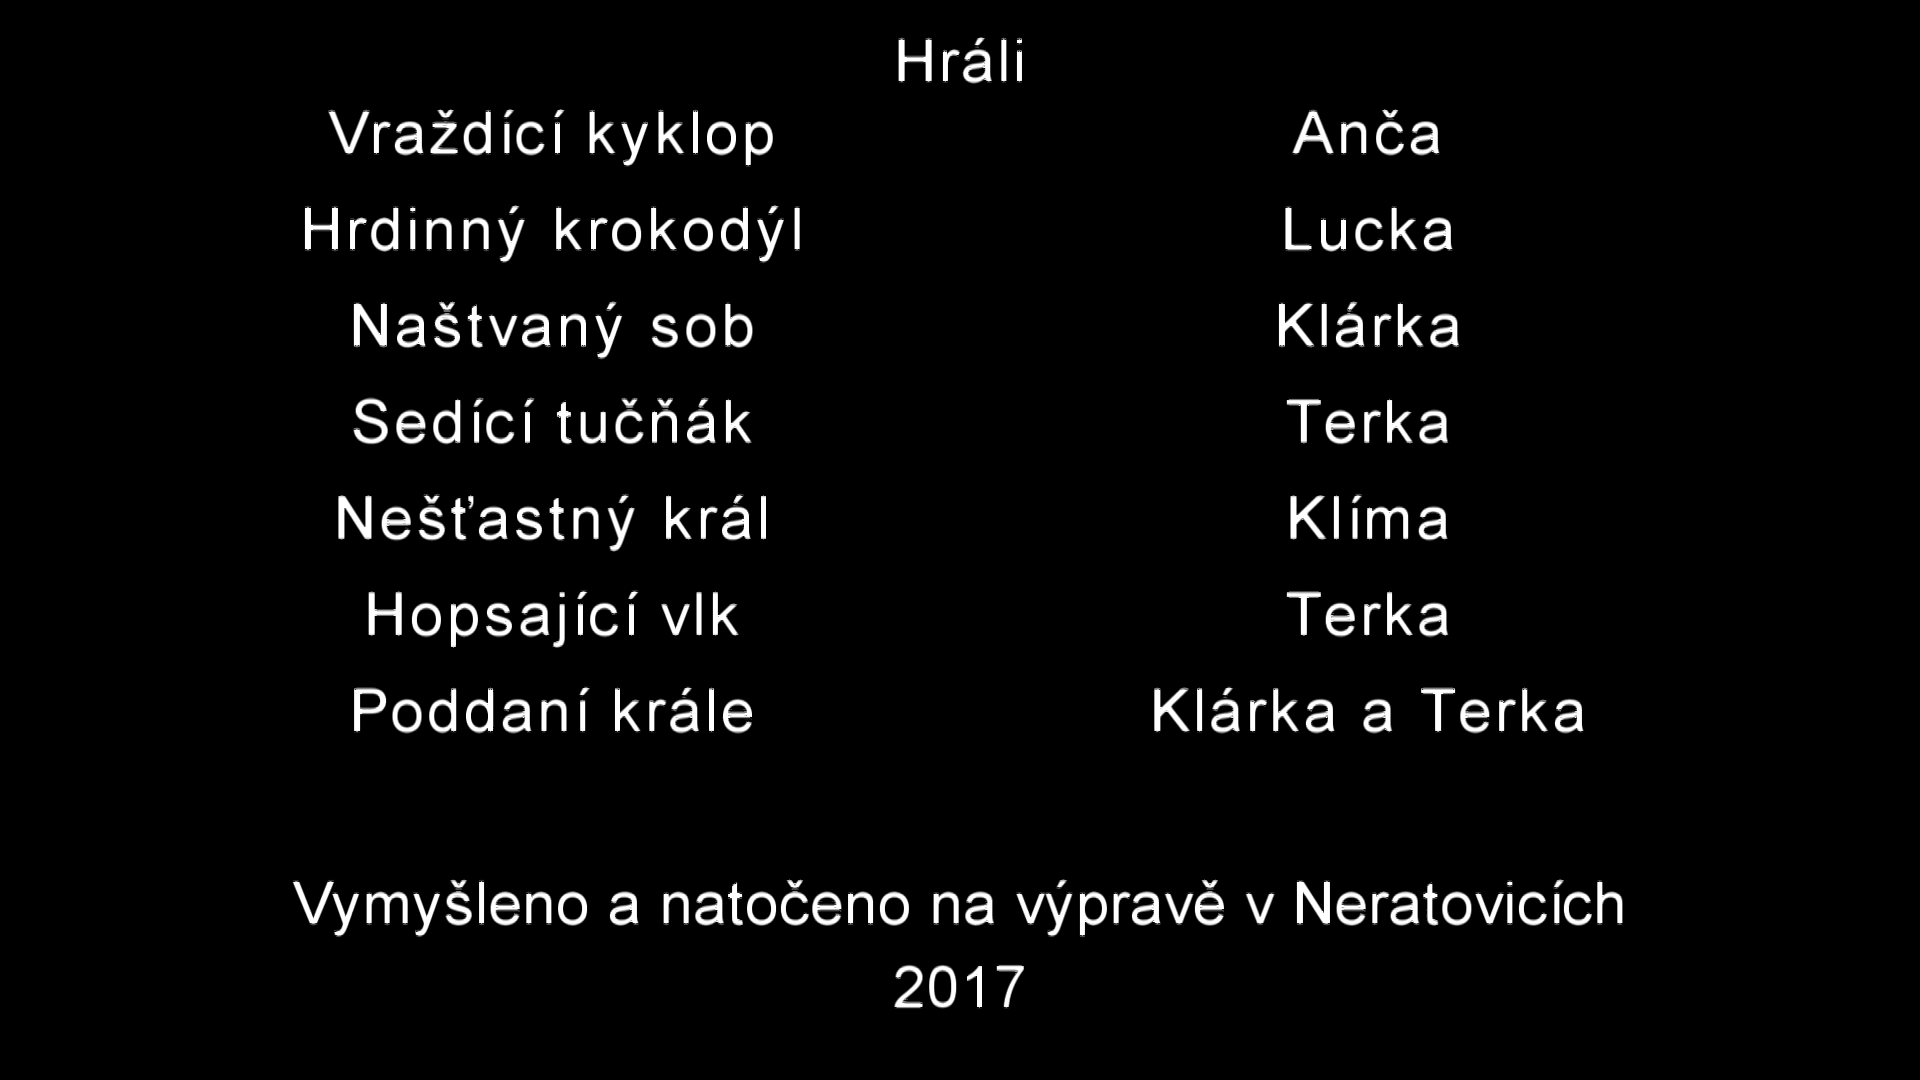 Hráli
Vraždící kyklop Anča
Hrdinný krokodýl Lucka
Naštvaný sob Klárka
Sedící tučňák Terka
Nešťastný král Klíma
Hopsající vlk Terka
Poddaní krále Klárka a Terka
Vymyšleno a natočeno na výpravě v Neratovicích
2017